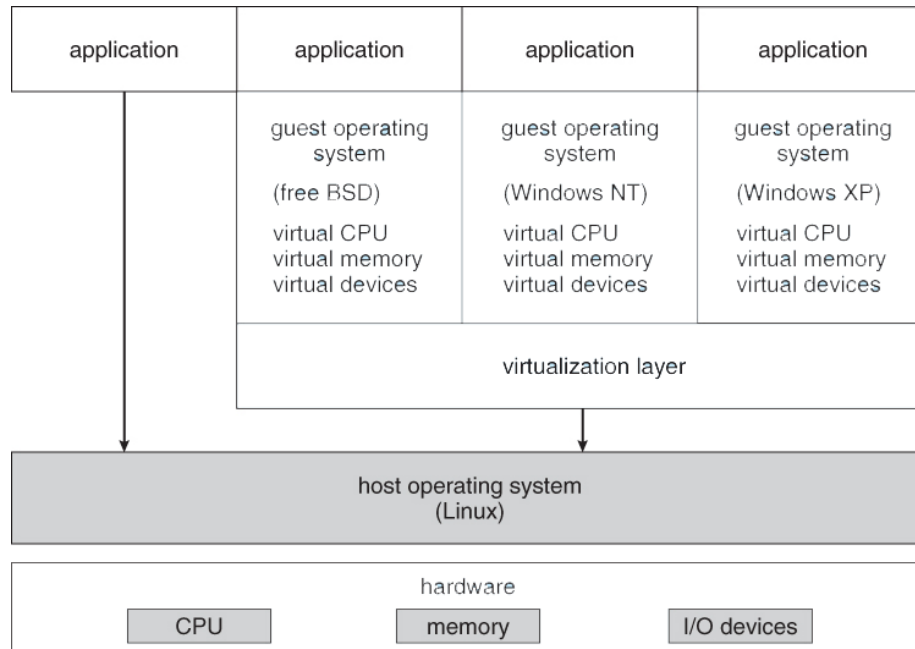 application
application
application
application
guest operating
system
(free BSD)
virtual CPU
virtual memory
virtual devices
guest operating
system
(Windows NT)
virtual CPU
virtual memory
virtual devices
guest operating
system
(Windows XP)
virtual CPU
virtual memory
virtual devices
virtualization layer
host operating system
(Linux)
hardware
CPU
memory
I/O devices